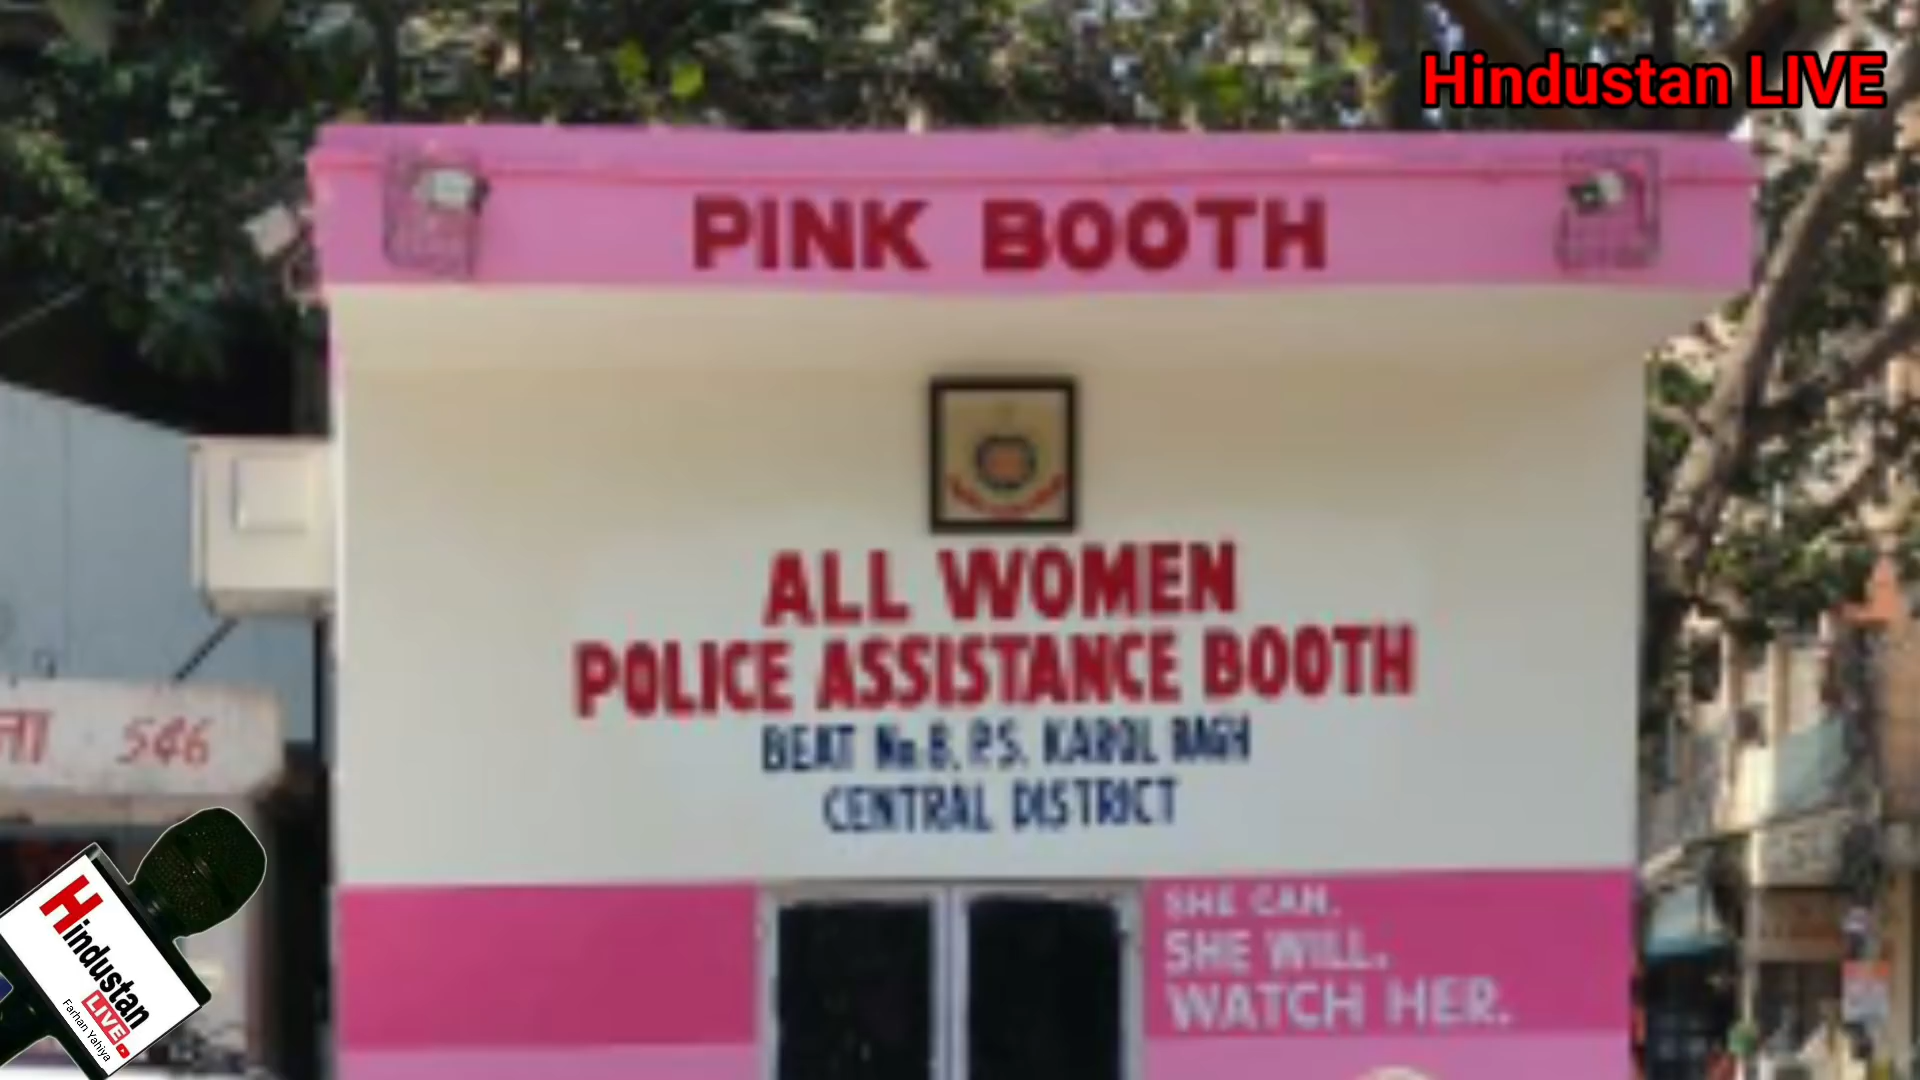 Hindustan LIVE
PINK BOOTH
ALL WOMEN
POLICE ASSISTANCE BOOTH
BEAT No. 8, P.S. KAROL BAGH
CENTRAL DISTRICT
546
SHE CAN.
SHE WILL.
WATCH HER.
Hindustan
LIVE
Farhan Yahiya